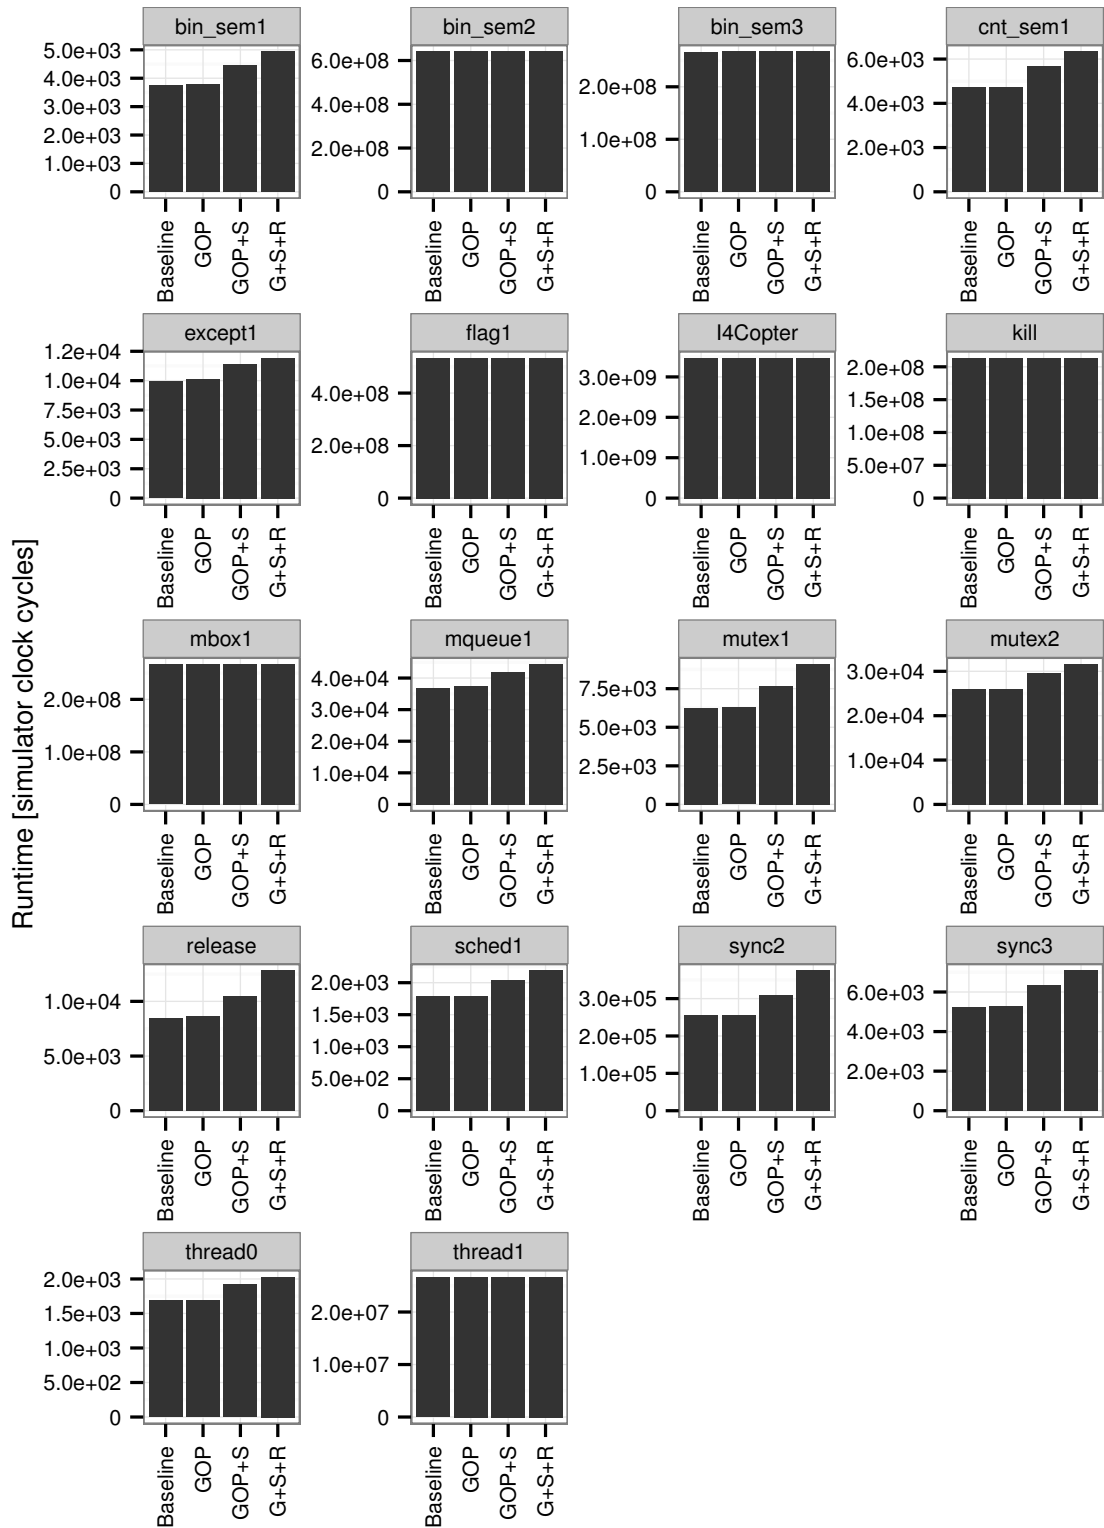 Runtime [simulator clock cycles]
bin_sem1
5.0e+03
4.0e+03
3.0e+03
2.0e+03
1.0e+03
0
Baseline
GOP
GOP+S
G+S+R
bin_sem2
6.0e+08
4.0e+08
2.0e+08
0
Baseline
GOP
GOP+S
G+S+R
bin_sem3
2.0e+08
1.0e+08
0
Baseline
GOP
GOP+S
G+S+R
cnt_sem1
6.0e+03
4.0e+03
2.0e+03
0
Baseline
GOP
GOP+S
G+S+R
except1
1.2e+04
1.0e+04
7.5e+03
5.0e+03
2.5e+03
0
Baseline
GOP
GOP+S
G+S+R
flag1
4.0e+08
2.0e+08
0
Baseline
GOP
GOP+S
G+S+R
I4Copter
3.0e+09
2.0e+09
1.0e+09
0
Baseline
GOP
GOP+S
G+S+R
kill
2.0e+08
1.5e+08
1.0e+08
5.0e+07
0
Baseline
GOP
GOP+S
G+S+R
mbox1
2.0e+08
1.0e+08
0
Baseline
GOP
GOP+S
G+S+R
mqueue1
4.0e+04
3.0e+04
2.0e+04
1.0e+04
0
Baseline
GOP
GOP+S
G+S+R
mutex1
7.5e+03
5.0e+03
2.5e+03
0
Baseline
GOP
GOP+S
G+S+R
mutex2
3.0e+04
2.0e+04
1.0e+04
0
Baseline
GOP
GOP+S
G+S+R
release
1.0e+04
5.0e+03
0
Baseline
GOP
GOP+S
G+S+R
sched1
2.0e+03
1.5e+03
1.0e+03
5.0e+02
0
Baseline
GOP
GOP+S
G+S+R
sync2
3.0e+05
2.0e+05
1.0e+05
0
Baseline
GOP
GOP+S
G+S+R
sync3
6.0e+03
4.0e+03
2.0e+03
0
Baseline
GOP
GOP+S
G+S+R
thread0
2.0e+03
1.5e+03
1.0e+03
5.0e+02
0
Baseline
GOP
GOP+S
G+S+R
thread1
2.0e+07
1.0e+07
0
Baseline
GOP
GOP+S
G+S+R